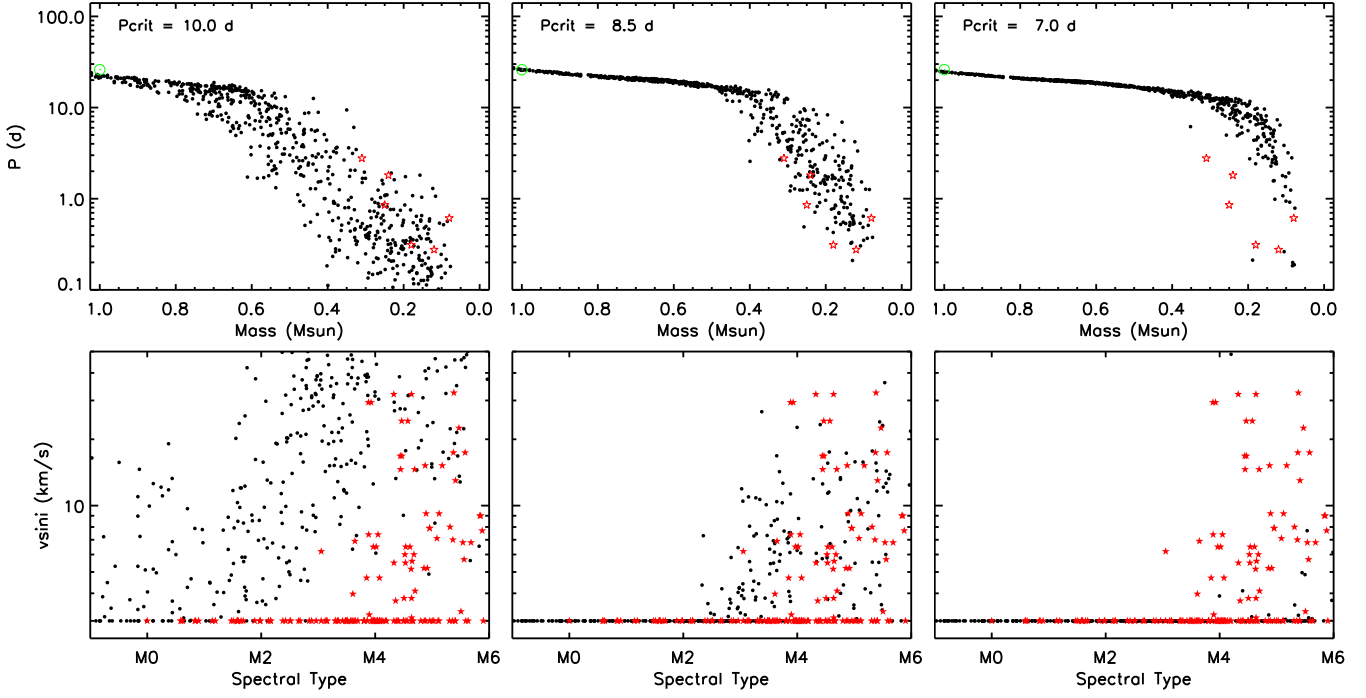 Pcrit = 10.0 d
Pcrit = 8.5 d
Pcrit = 7.0 d
100.0
10.0
1.0
0.1
P (d)
1.0 0.8 0.6 0.4 0.2 0.0
1.0 0.8 0.6 0.4 0.2 0.0
1.0 0.8 0.6 0.4 0.2 0.0
Mass (Msun)
Mass (Msun)
Mass (Msun)
vsini (km/s)
10
M0 M2 M4 M6
M0 M2 M4 M6
M0 M2 M4 M6
Spectral Type
Spectral Type
Spectral Type